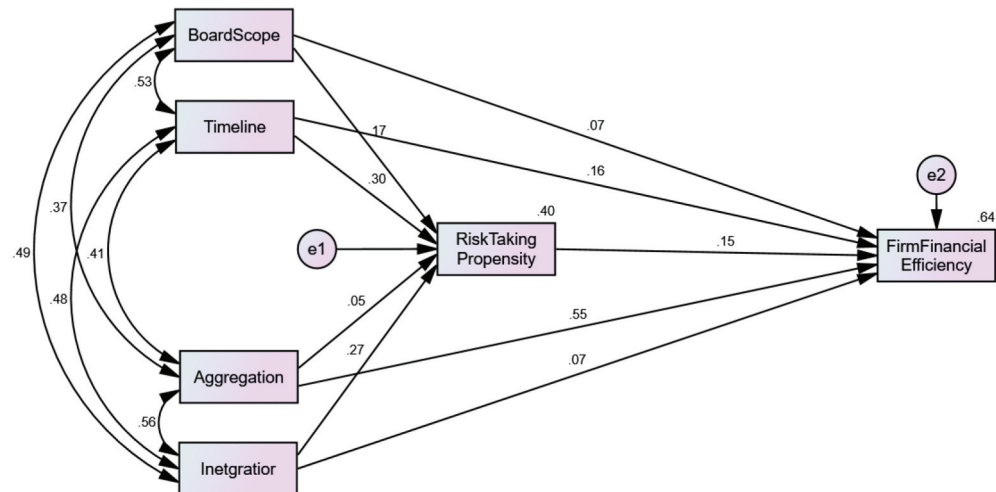 BoardScope
.53
Timeline
.17
.07
.16
.30
e2
.37
.40
.64
.49
.41
e1
RiskTaking
Propensity
.15
FirmFinancial
Efficiency
.48
.05
.55
.27
.07
Aggregation
.56
Inetgratior